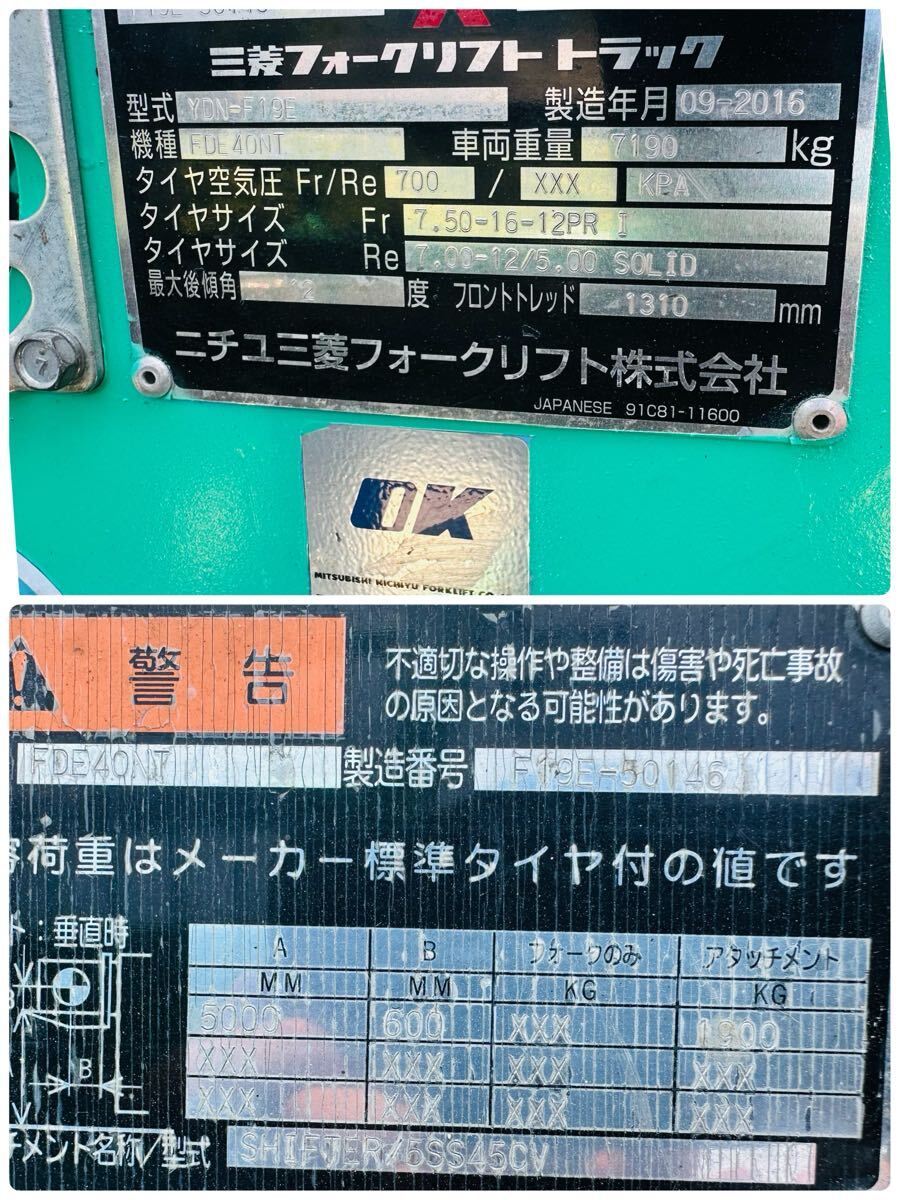 F19E-50146
三菱フォークリフトトラック
型式 YDN-F19E 製造年月 09-2016
機種 FDE40NT 車両重量 7190 kg
タイヤ空気圧 Fr/Re 700 / XXX KPA
タイヤサイズ Fr 7.50-16-12PR I
タイヤサイズ Re 7.00-12/5.00 SOLID
最大後傾角 12 度 フロントトレッド 1310 mm
ニチユ三菱フォークリフト株式会社
JAPANESE 91C81-11600
OK
MITSUBISHI NICHIYU FORKLIFT CO
警告
不適切な操作や整備は傷害や死亡事故
の原因となる可能性があります。
FDE40NT 製造番号 F19E-50146
容荷重はメーカー標準タイヤ付の値です
ト:垂直時
A B フォークのみ アタッチメント
MM MM KG KG
5000 600 XXX 1900
XXX XXX XXX XXX
XXX XXX XXX XXX
B
B
A
チメント名称/型式 SHIFTER/5SS45CV